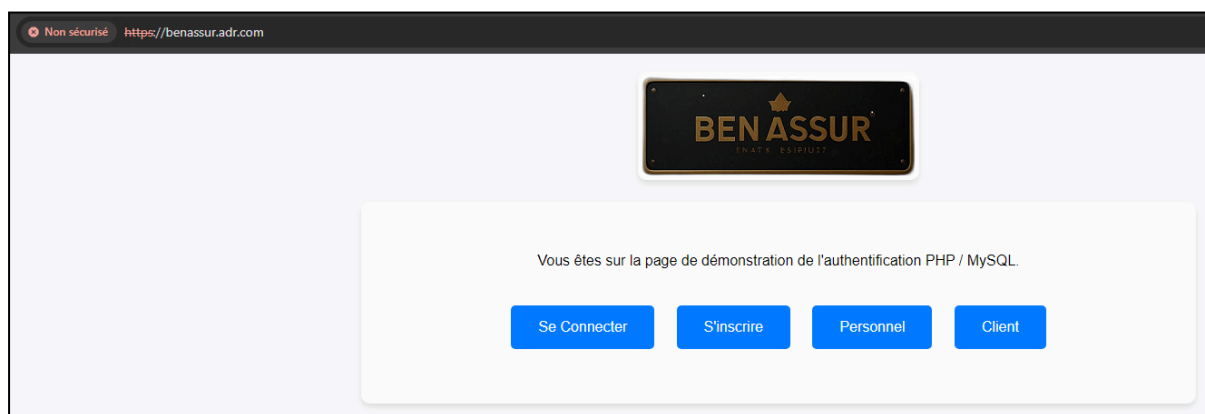 Non sécurisé https://benassur.adr.com
BEN ASSUR
Vous êtes sur la page de démonstration de l'authentification PHP / MySQL.
Se Connecter S'inscrire Personnel Client